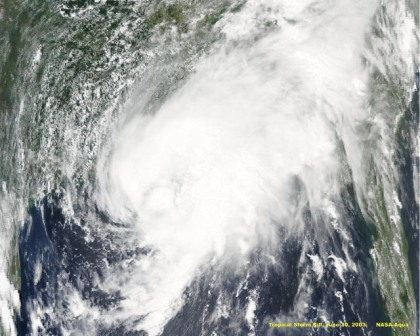 Tropical Storm Bill, June 30, 2003. NASA-Aqua